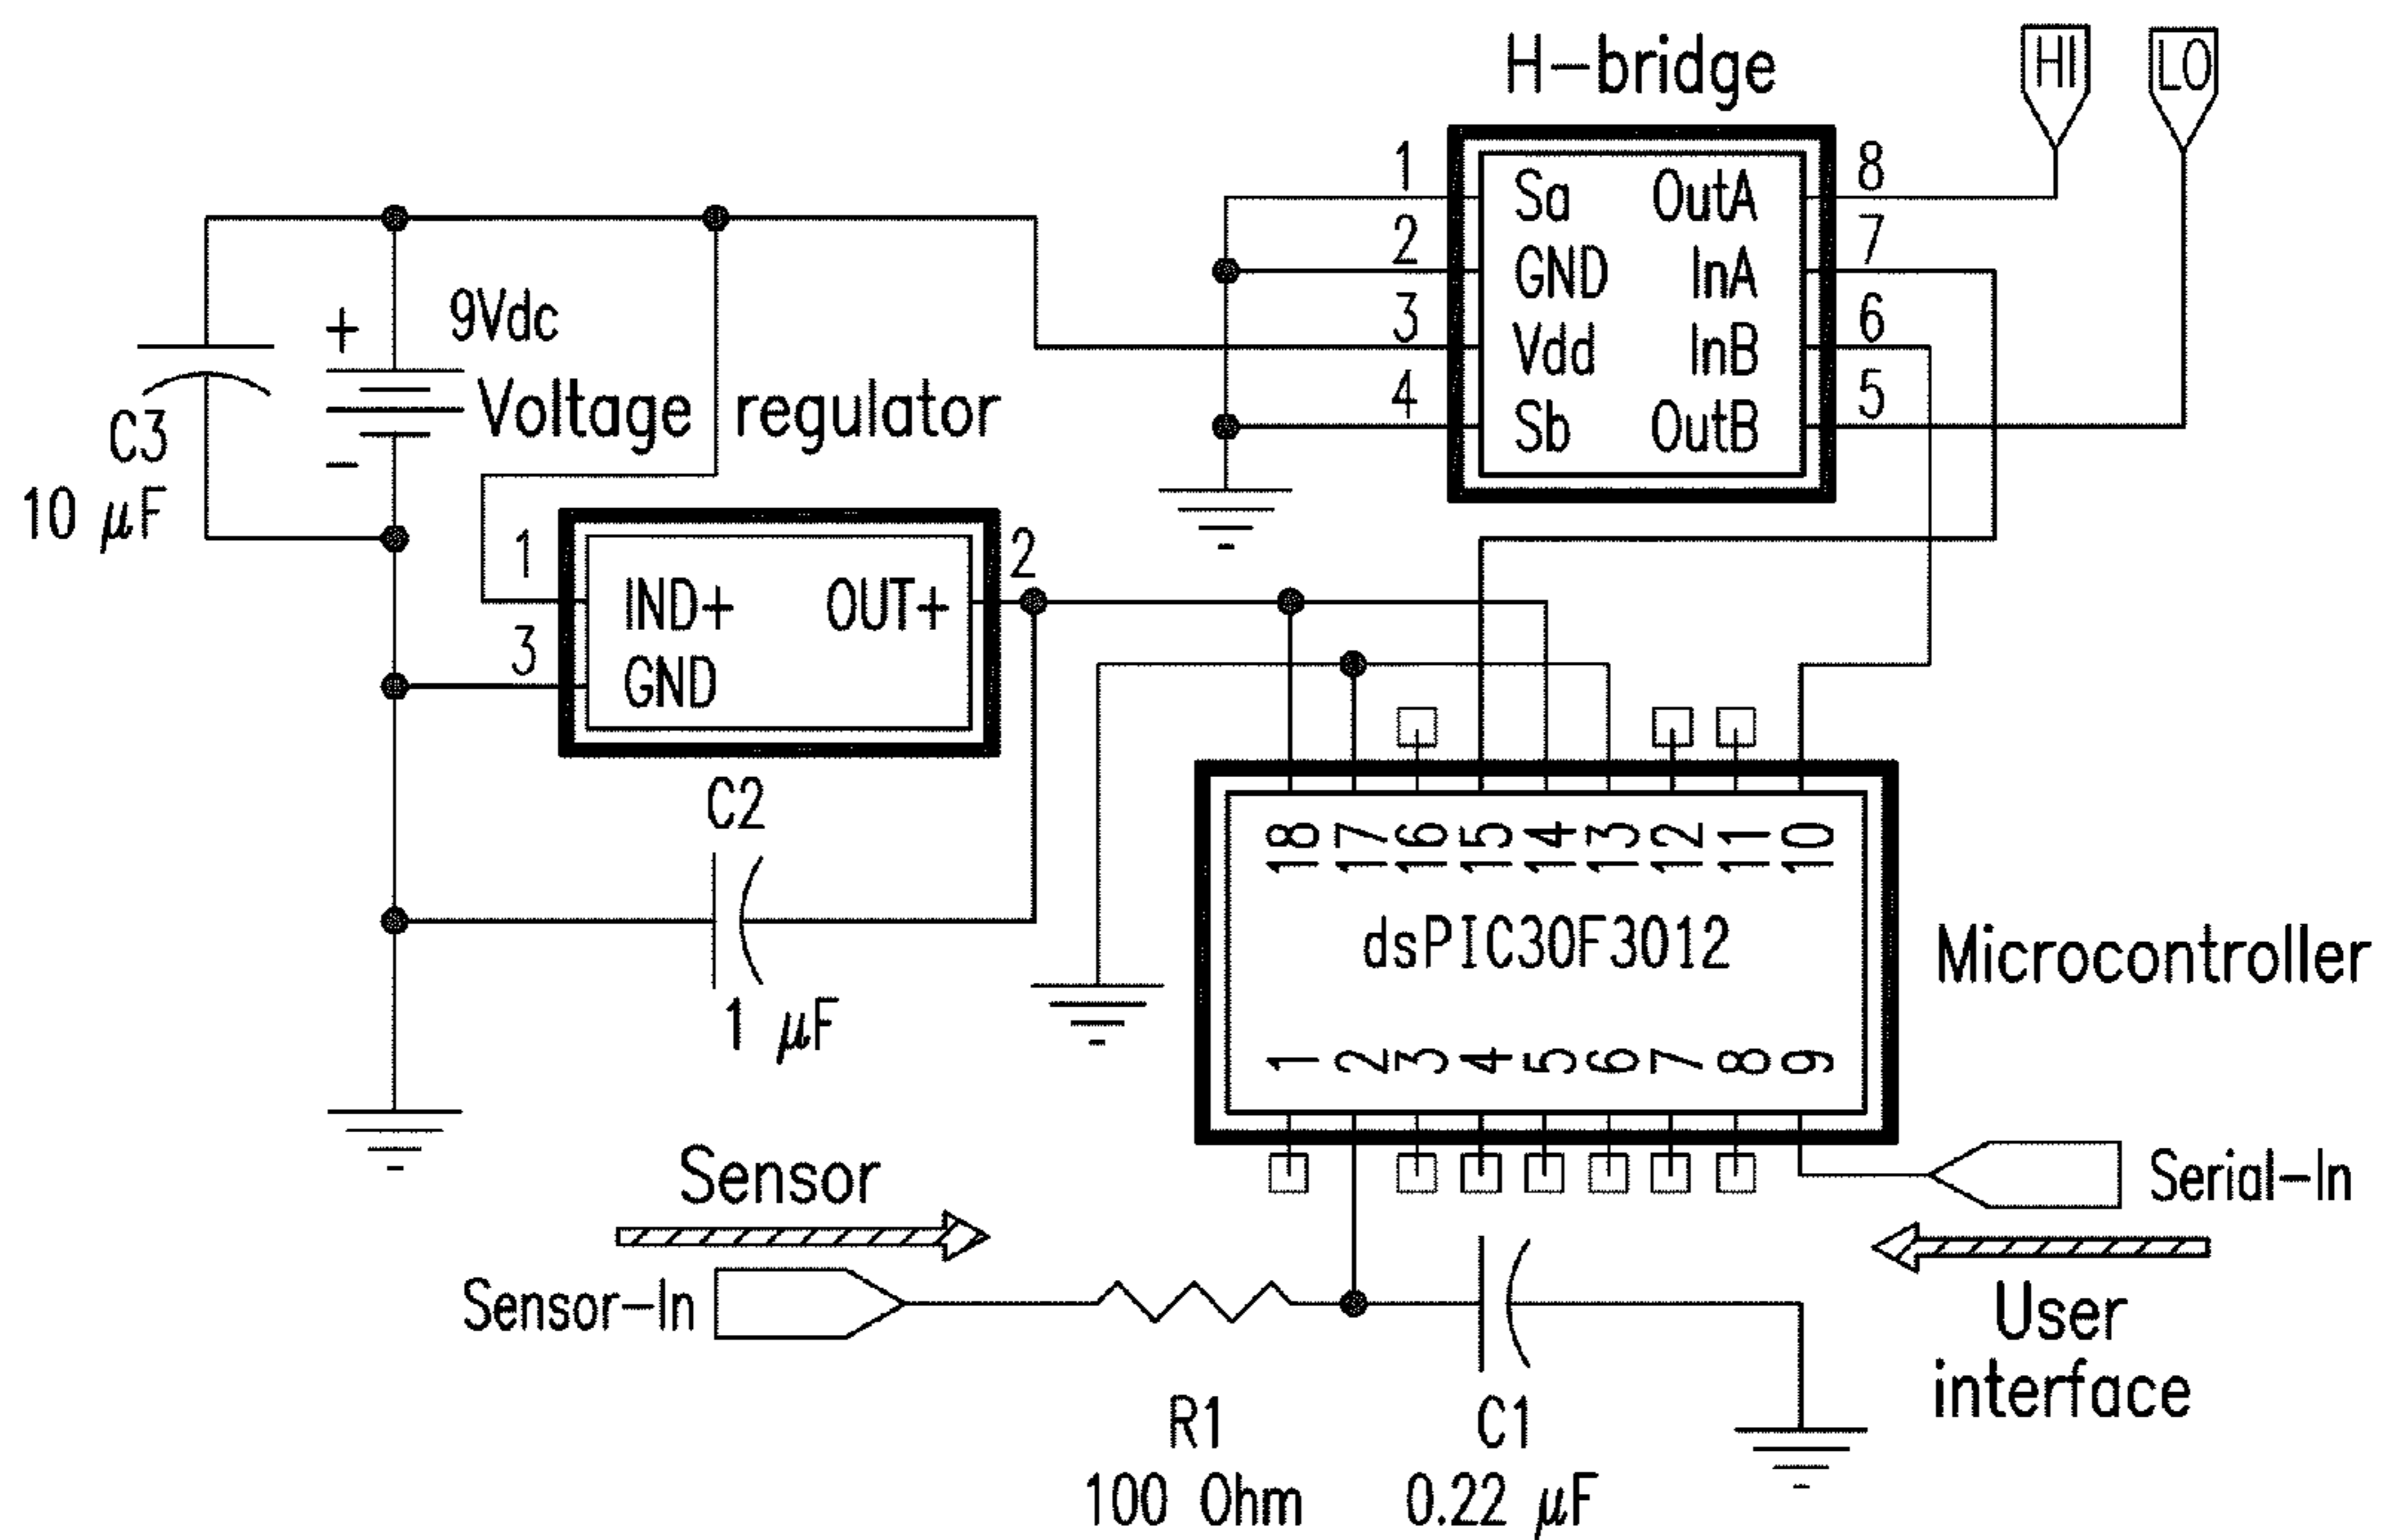 H-bridge
HI
LO
1 Sa OutA 8
2 GND InA 7
3 Vdd InB 6
4 Sb OutB 5
+ 9Vdc
Voltage regulator
C3
-
10 μF
1 IND+ OUT+ 2
3 GND
C2
1 μF
18 17 16 15 14 13 12 11 10
dsPIC30F3012
Microcontroller
1 2 3 4 5 6 7 8 9
Sensor
Serial-In
Sensor-In
User
interface
R1
100 Ohm
C1
0.22 μF